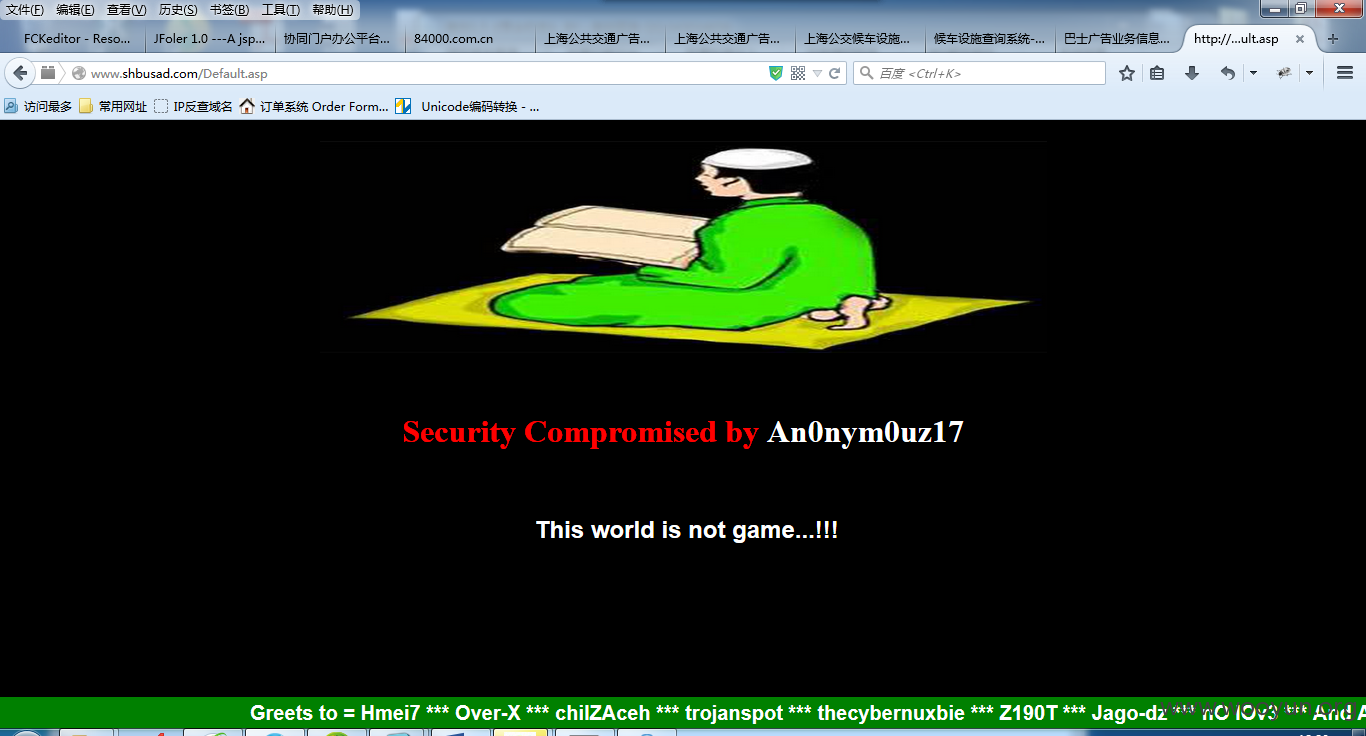 文件(F) 编辑(E) 查看(V) 历史(S) 书签(B) 工具(T) 帮助(H)
FCKeditor - Reso... JFoler 1.0 ---A jsp... 协同门户办公平台... 84000.com.cn 上海公共交通广告... 上海公共交通广告... 上海公交候车设施... 候车设施查询系统-... 巴士广告业务信息... http://...ult.asp
www.shbusad.com/Default.asp 百度 <Ctrl+K>
访问最多 常用网址 IP反查域名 订单系统 Order Form... Unicode编码转换 - ...
Security Compromised by An0nym0uz17
This world is not game...!!!
Greets to = Hmei7 *** Over-X *** chilZAceh *** trojanspot *** thecybernuxbie *** Z190T *** Jago-dz *** *** And A